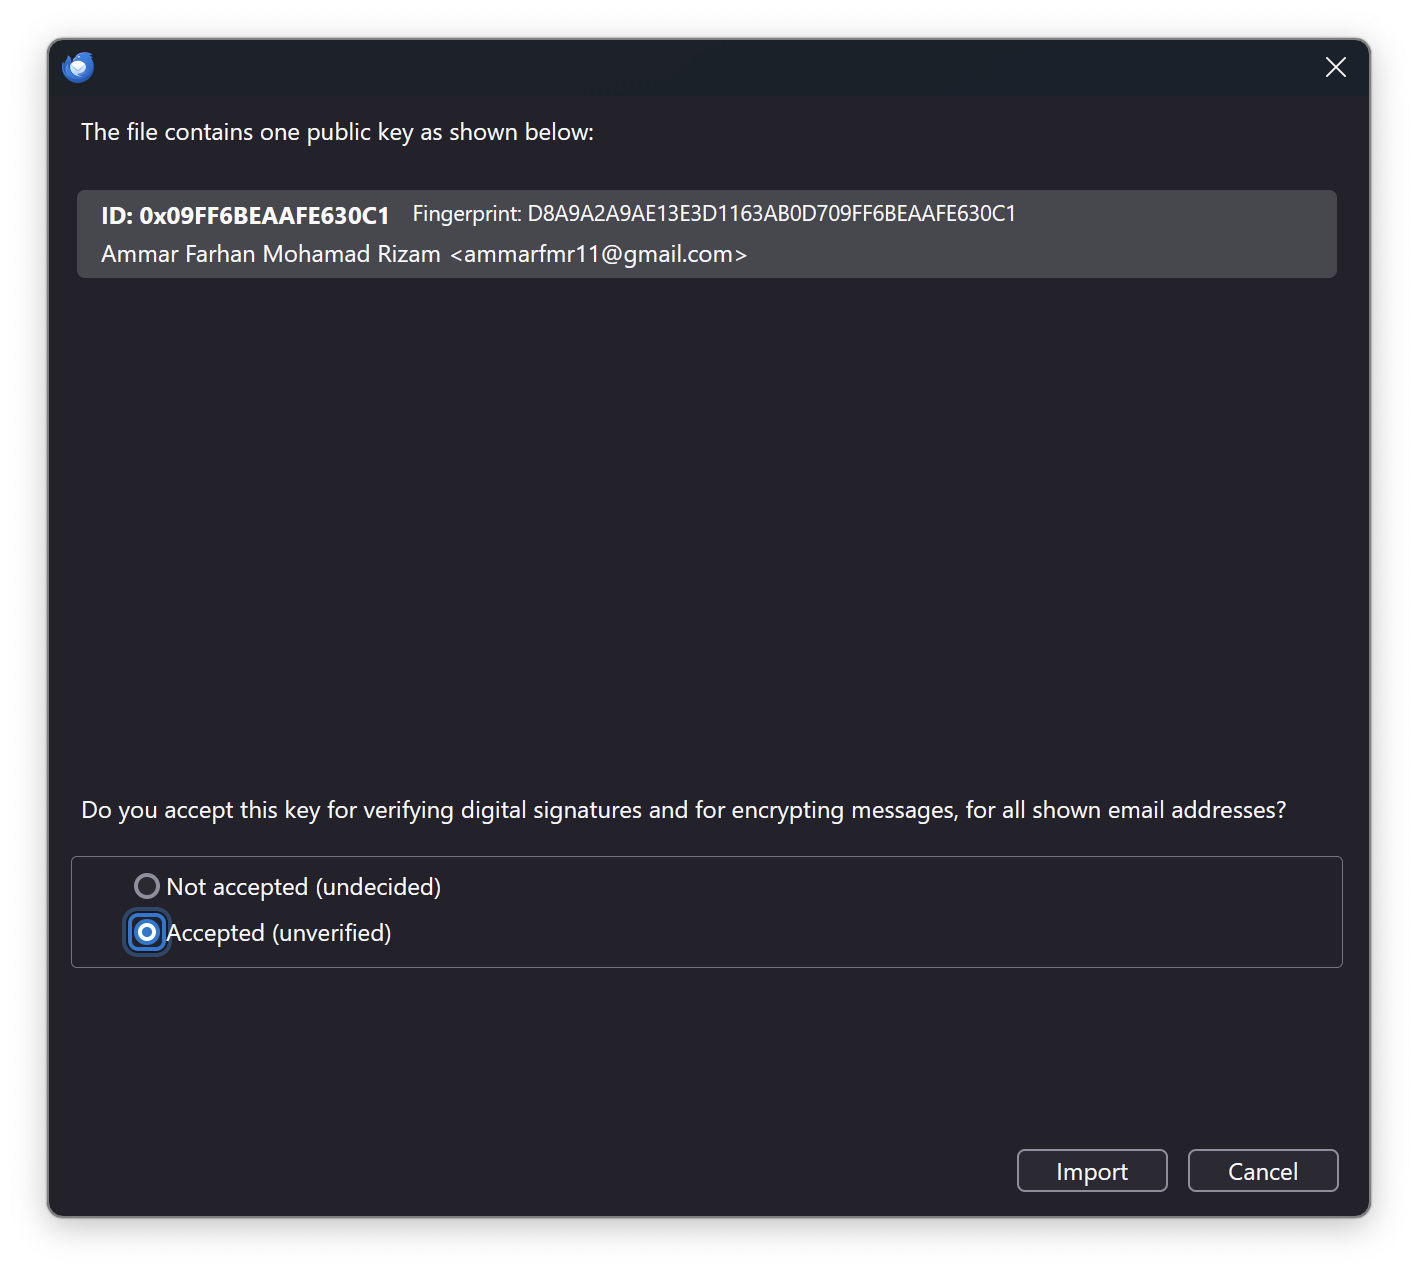 The file contains one public key as shown below:
ID: 0x09FF6BEAAFE630C1 Fingerprint: D8A9A2A9AE13E3D1163AB0D709FF6BEAAFE630C1
Ammar Farhan Mohamad Rizam <ammarfmr11@gmail.com>
Do you accept this key for verifying digital signatures and for encrypting messages, for all shown email addresses?
Not accepted (undecided)
Accepted (unverified)
Import Cancel